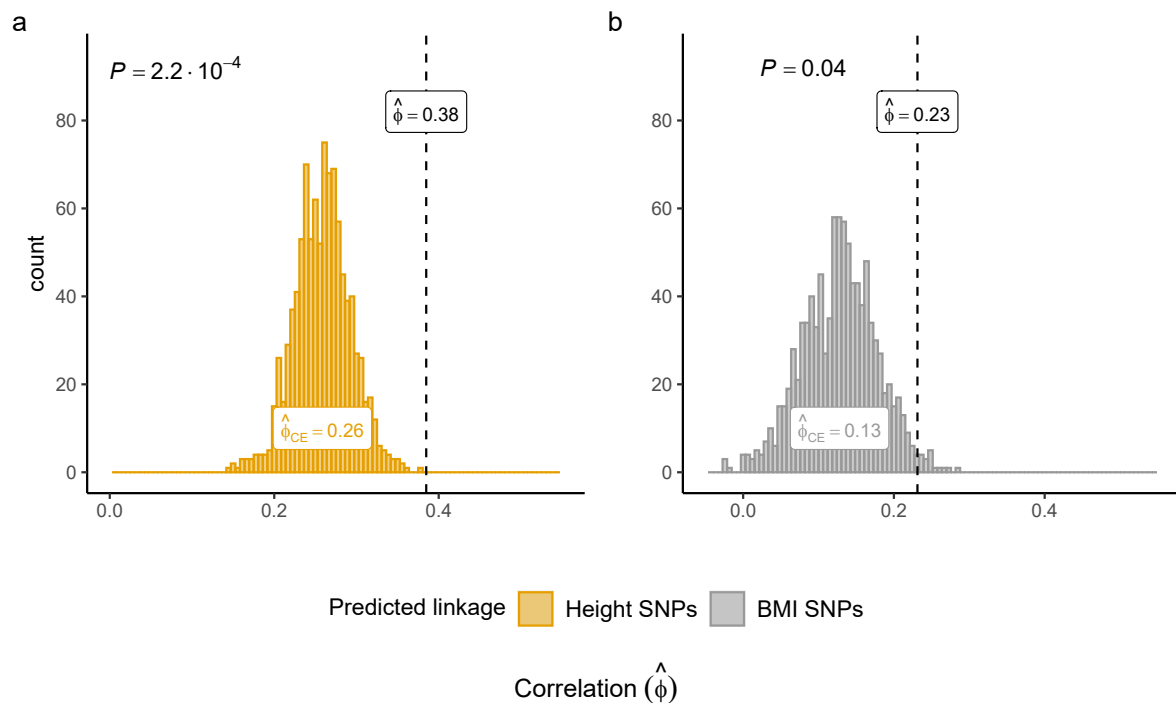 a
P = 2.2 · 10⁻⁴
ϕ̂ = 0.38
count
80
60
40
20
0
ϕ̂CE = 0.26
0.0 0.2 0.4
b
P = 0.04
ϕ̂ = 0.23
80
60
40
20
0
ϕ̂CE = 0.13
0.0 0.2 0.4
Predicted linkage Height SNPs BMI SNPs
Correlation (ϕ̂)